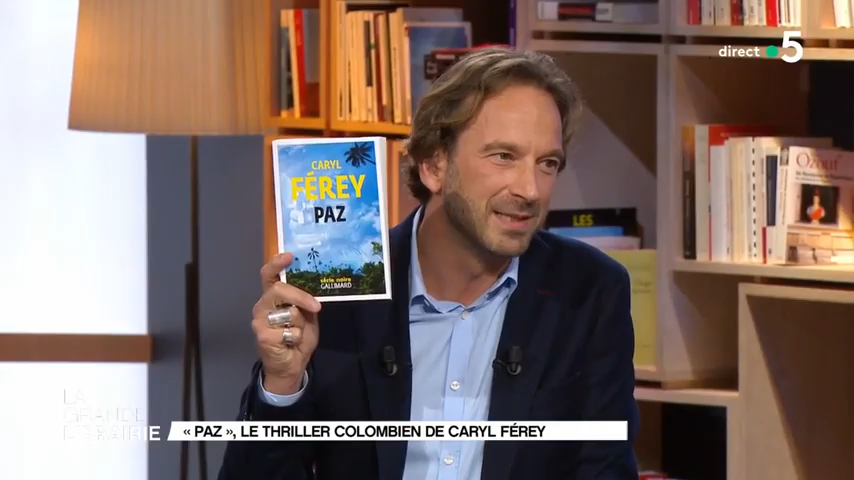 direct 5
CARYL
FÉREY
PAZ
série noire
GALLIMARD
LES
Ozouf
LA
GRANDE
LIBRAIRIE
« PAZ », LE THRILLER COLOMBIEN DE CARYL FÉREY